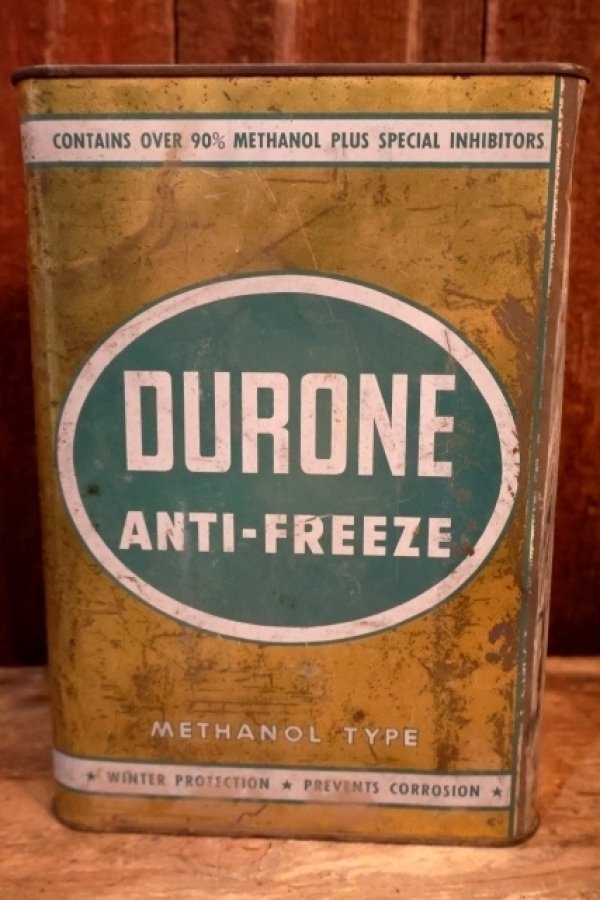 CONTAINS OVER 90% METHANOL PLUS SPECIAL INHIBITORS
DURONE
ANTI-FREEZE
METHANOL TYPE
★ WINTER PROTECTION ★ PREVENTS CORROSION ★